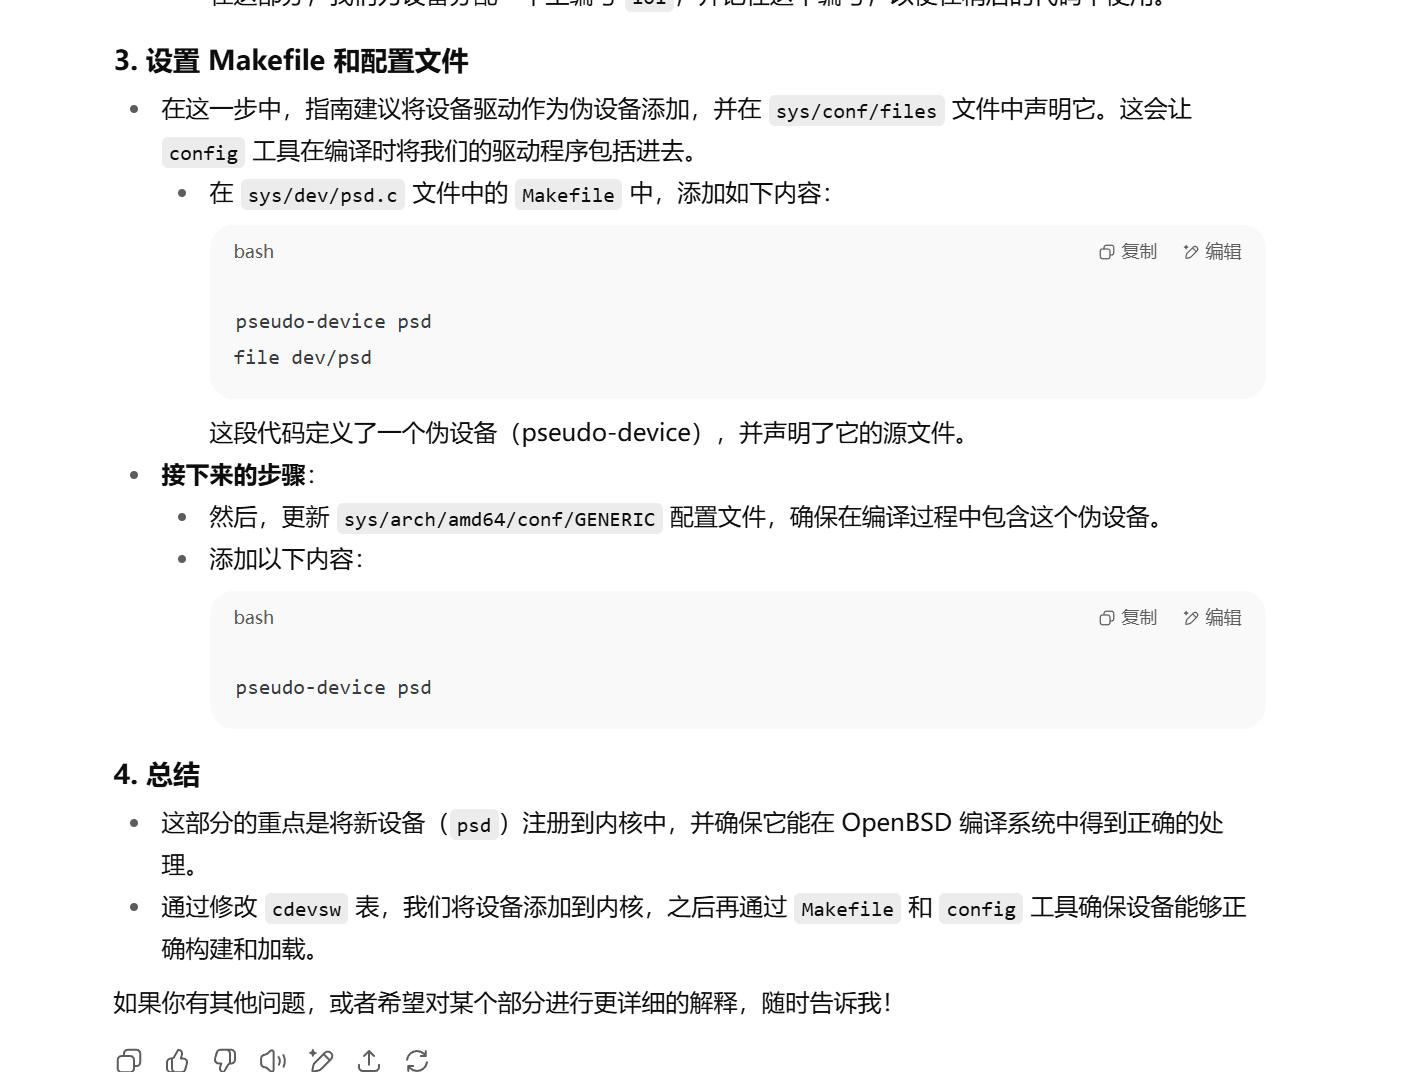 3. 设置 Makefile 和配置文件
在这一步中，指南建议将设备驱动作为伪设备添加，并在 sys/conf/files 文件中声明它。这会让
config 工具在编译时将我们的驱动程序包括进去。
在 sys/dev/psd.c 文件中的 Makefile 中，添加如下内容：
bash
复制
编辑
pseudo-device psd
file dev/psd
这段代码定义了一个伪设备（pseudo-device），并声明了它的源文件。
接下来的步骤：
然后，更新 sys/arch/amd64/conf/GENERIC 配置文件，确保在编译过程中包含这个伪设备。
添加以下内容：
bash
复制
编辑
pseudo-device psd
4. 总结
这部分的重点是将新设备（psd）注册到内核中，并确保它能在 OpenBSD 编译系统中得到正确的处
理。
通过修改 cdevsw 表，我们将设备添加到内核，之后再通过 Makefile 和 config 工具确保设备能够正
确构建和加载。
如果你有其他问题，或者希望对某个部分进行更详细的解释，随时告诉我！